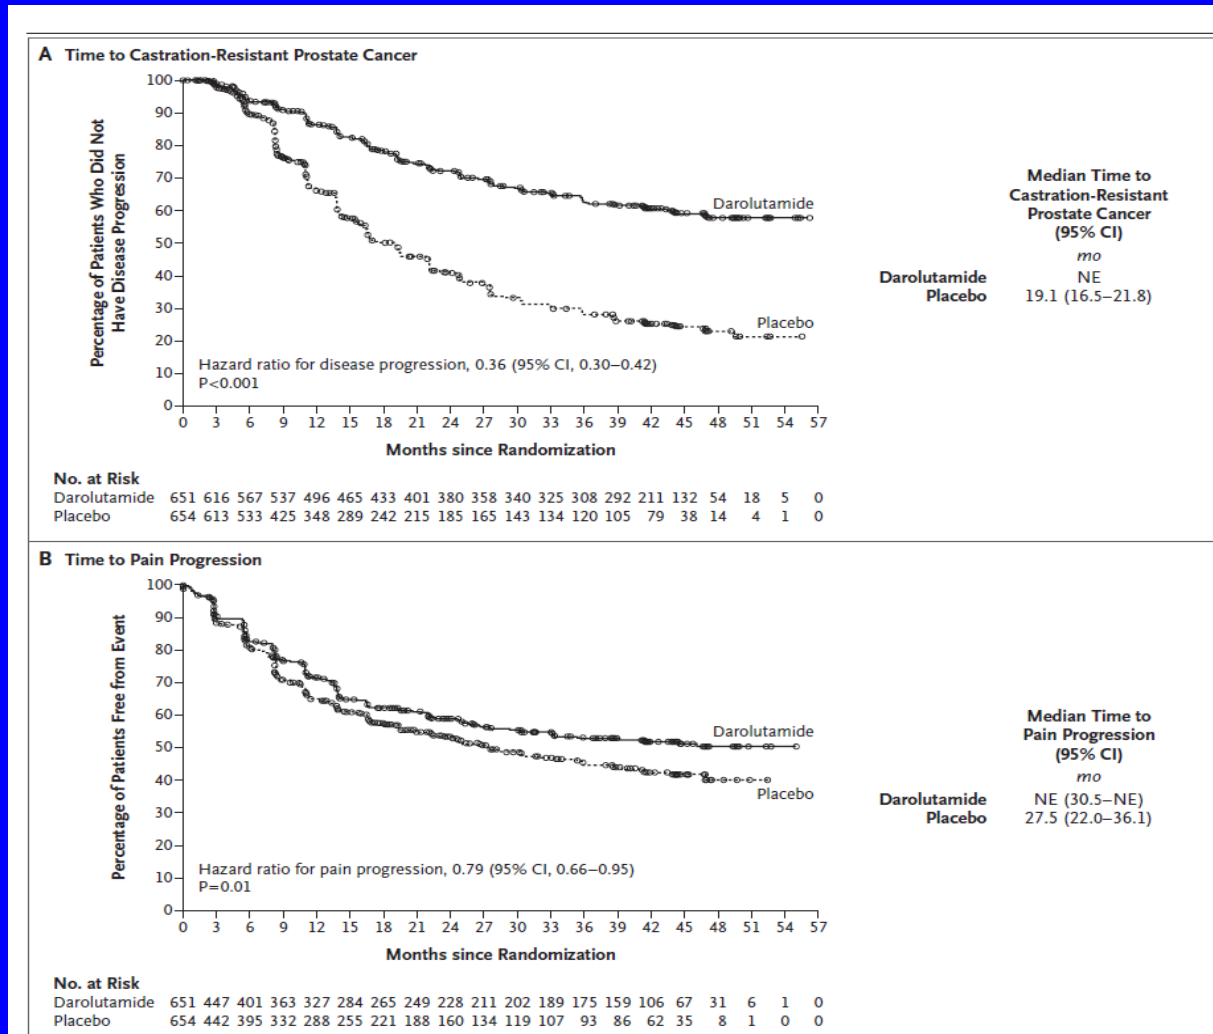 A Time to Castration-Resistant Prostate Cancer
Percentage of Patients Who Did Not
Have Disease Progression
100
90
80
70
60
50
40
30
20
10
0
Darolutamide
Placebo
Hazard ratio for disease progression, 0.36 (95% CI, 0.30–0.42)
P<0.001
0 3 6 9 12 15 18 21 24 27 30 33 36 39 42 45 48 51 54 57
Months since Randomization
Median Time to
Castration-Resistant
Prostate Cancer
(95% CI)
mo
Darolutamide NE
Placebo 19.1 (16.5–21.8)
No. at Risk
Darolutamide 651 616 567 537 496 465 433 401 380 358 340 325 308 292 211 132 54 18 5 0
Placebo 654 613 533 425 348 289 242 215 185 165 143 134 120 105 79 38 14 4 1 0
B Time to Pain Progression
Percentage of Patients Free from Event
100
90
80
70
60
50
40
30
20
10
0
Darolutamide
Placebo
Hazard ratio for pain progression, 0.79 (95% CI, 0.66–0.95)
P=0.01
0 3 6 9 12 15 18 21 24 27 30 33 36 39 42 45 48 51 54 57
Months since Randomization
Median Time to
Pain Progression
(95% CI)
mo
Darolutamide NE (30.5–NE)
Placebo 27.5 (22.0–36.1)
No. at Risk
Darolutamide 651 447 401 363 327 284 265 249 228 211 202 189 175 159 106 67 31 6 1 0
Placebo 654 442 395 332 288 255 221 188 160 134 119 107 93 86 62 35 8 1 0 0